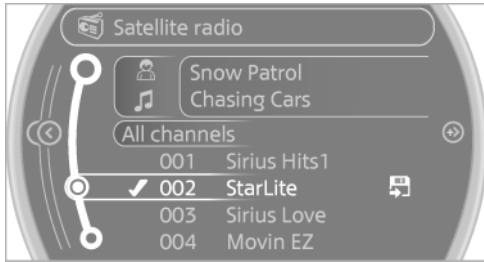 Satellite radio
Snow Patrol
Chasing Cars
All channels
001 Sirius Hits1
002 StarLite
003 Sirius Love
004 Movin EZ